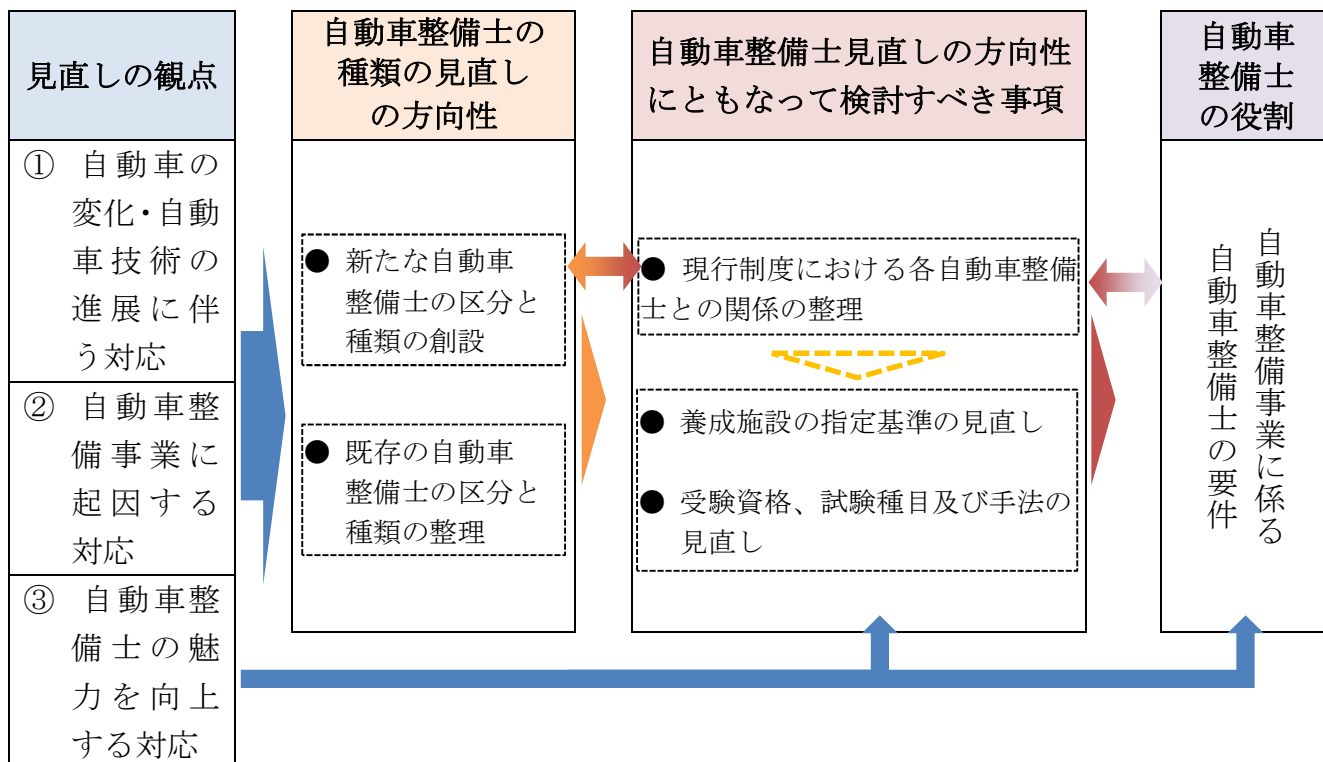 見直しの観点
① 自動車の
変化・自動
車技術の
進展に伴
う対応
② 自動車整
備事業に
起因する
対応
③ 自動車整
備士の魅
力を向上
する対応
自動車整備士の
種類の見直し
の方向性
● 新たな自動車
整備士の区分と
種類の創設
● 既存の自動車
整備士の区分と
種類の整理
自動車整備士見直しの方向性
にともなって検討すべき事項
● 現行制度における各自動車整備
士との関係の整理
● 養成施設の指定基準の見直し
● 受験資格、試験種目及び手法の
見直し
自動車
整備士
の役割
自動車整備事業に係る
自動車整備士の要件